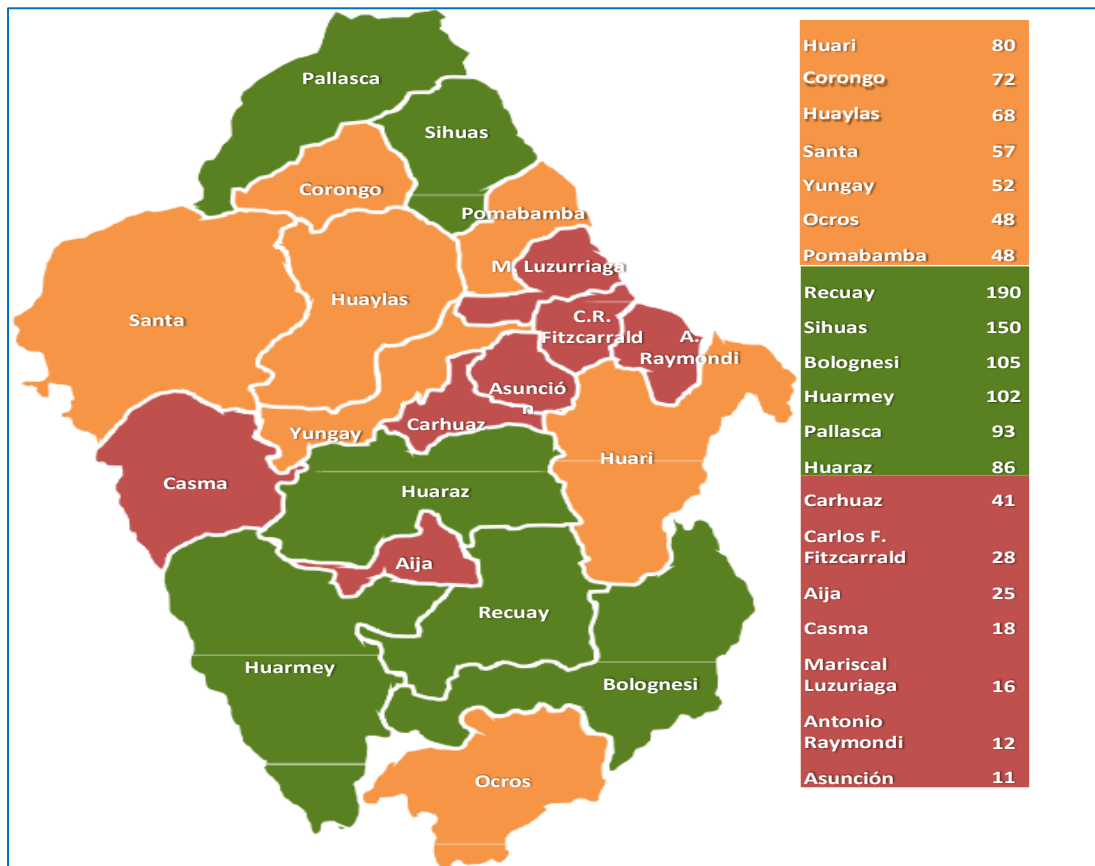 Pallasca
Sihuas
Corongo
Pomabamba
M. Luzurriaga
Huaylas
Santa
C.R.
Fitzcarrald
A.
Raymondi
Asunció
n
Carhuaz
Yungay
Huari
Casma
Huaraz
Aija
Recuay
Huarmey
Bolognesi
Ocros
Huari 80
Corongo 72
Huaylas 68
Santa 57
Yungay 52
Ocros 48
Pomabamba 48
Recuay 190
Sihuas 150
Bolognesi 105
Huarmey 102
Pallasca 93
Huaraz 86
Carhuaz 41
Carlos F.
Fitzcarrald 28
Aija 25
Casma 18
Mariscal
Luzuriaga 16
Antonio
Raymondi 12
Asunción 11